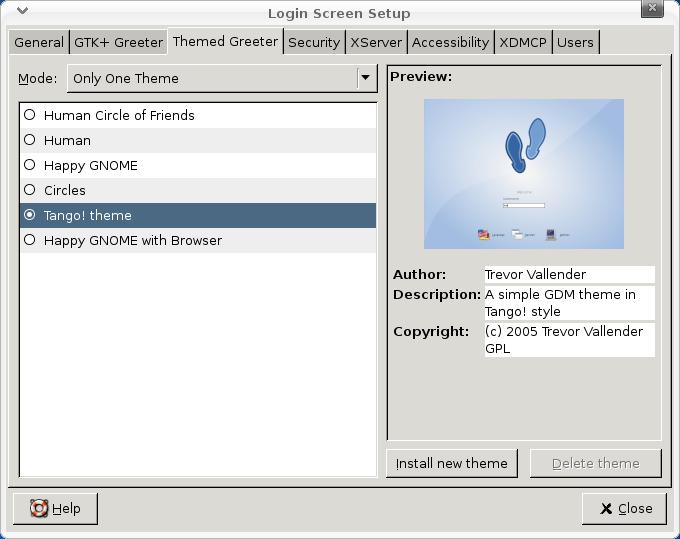 Login Screen Setup
General GTK+ Greeter Themed Greeter Security XServer Accessibility XDMCP Users
Mode: Only One Theme
Human Circle of Friends
Human
Happy GNOME
Circles
Tango! theme
Happy GNOME with Browser
Preview:
Author: Trevor Vallender
Description: A simple GDM theme in
Tango! style
Copyright: (c) 2005 Trevor Vallender
GPL
Install new theme Delete theme
Help Close